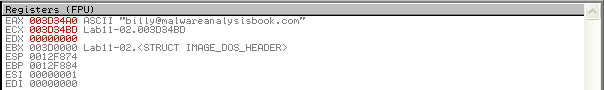 Registers (FPU)
EAX 003D34A0 ASCII "billy@malwareanalysisbook.com"
ECX 003D34BD Lab11-02.003D34BD
EDX 00000000
EBX 003D0000 Lab11-02.<STRUCT IMAGE_DOS_HEADER>
ESP 0012F874
EBP 0012F884
ESI 00000001
EDI 00000000